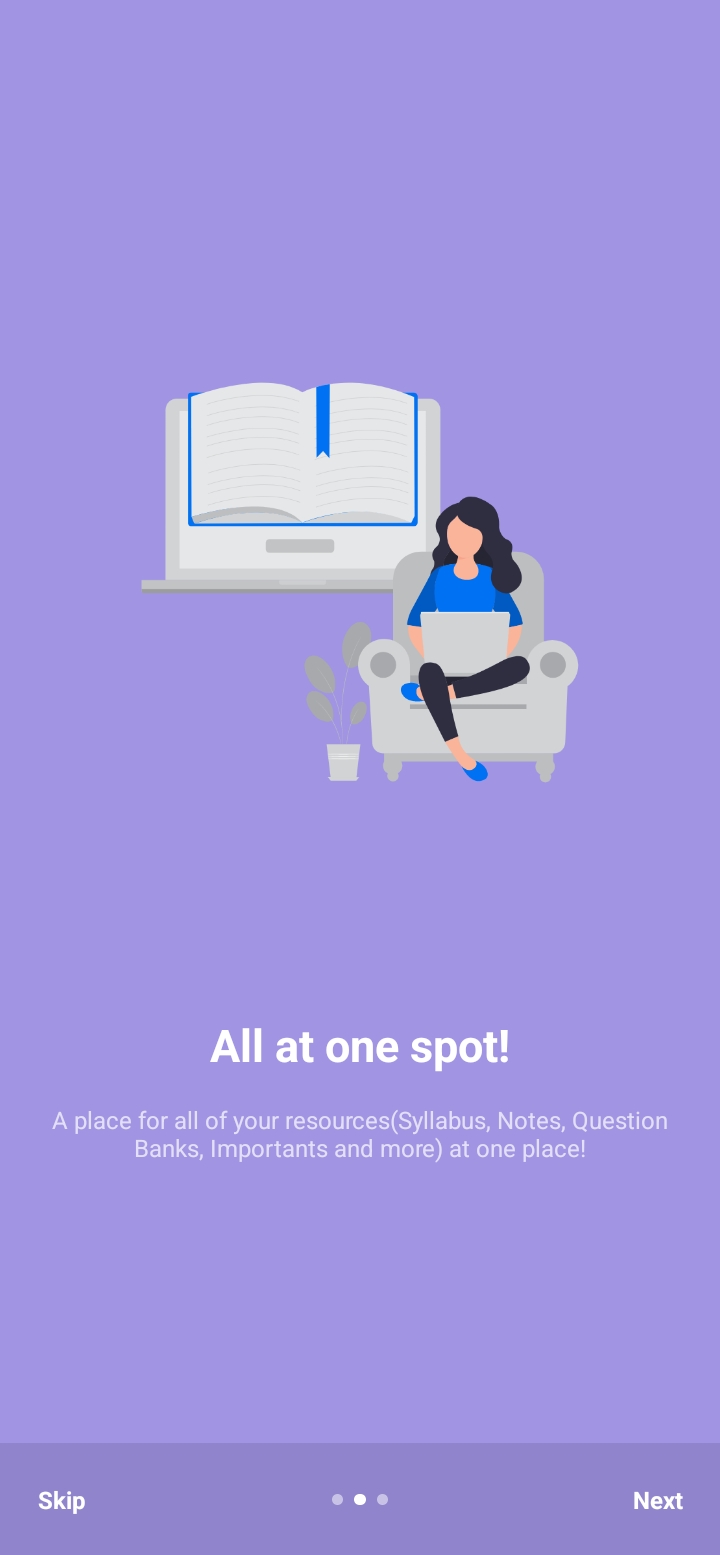 All at one spot!
A place for all of your resources(Syllabus, Notes, Question
Banks, Importants and more) at one place!
Skip
Next